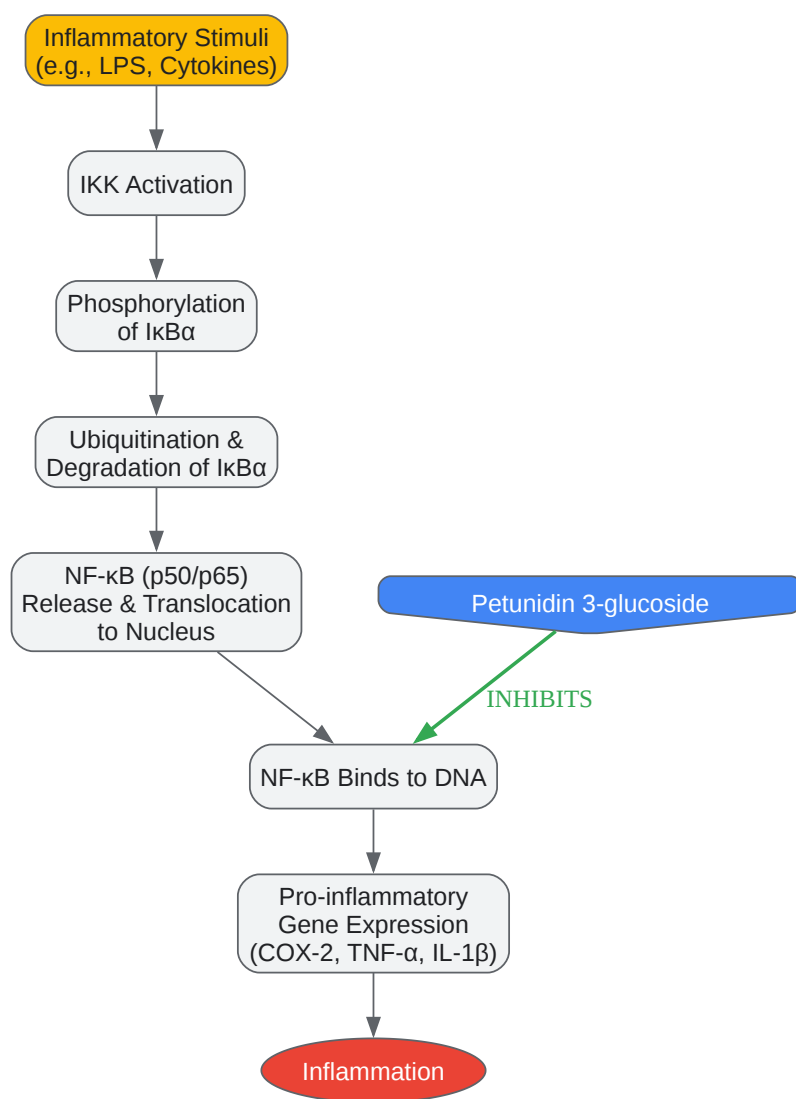 Inflammatory Stimuli
(e.g., LPS, Cytokines)
IKK Activation
Phosphorylation
of IκBα
Ubiquitination &
Degradation of IκBα
NF-κB (p50/p65)
Release & Translocation
to Nucleus
Petunidin 3-glucoside
INHIBITS
NF-κB Binds to DNA
Pro-inflammatory
Gene Expression
(COX-2, TNF-α, IL-1β)
Inflammation